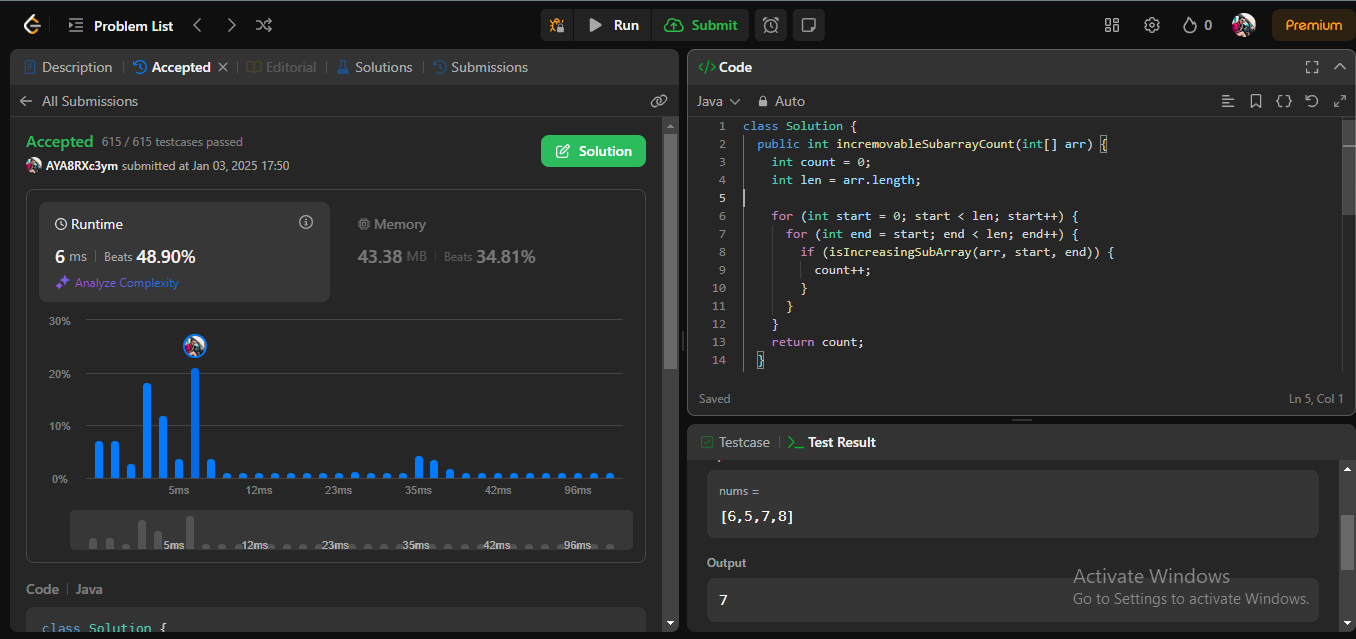 Problem List
Run
Submit
0
Premium
Description
Accepted
Editorial
Solutions
Submissions
All Submissions
Accepted 615 / 615 testcases passed
AYA8RXc3ym submitted at Jan 03, 2025 17:50
Solution
Runtime
6 ms Beats 48.90%
Analyze Complexity
Memory
43.38 MB Beats 34.81%
30%
20%
10%
0%
5ms 12ms 23ms 35ms 42ms 96ms
5ms 12ms 23ms 35ms 42ms 96ms
Code Java
class Solution {
</> Code
Java Auto
1 class Solution {
2 public int incremovableSubarrayCount(int[] arr) {
3 int count = 0;
4 int len = arr.length;
5
6 for (int start = 0; start < len; start++) {
7 for (int end = start; end < len; end++) {
8 if (isIncreasingSubArray(arr, start, end)) {
9 count++;
10 }
11 }
12 }
13 return count;
14 }
Saved
Ln 5, Col 1
Testcase
Test Result
nums =
[6,5,7,8]
Output
7
Activate Windows
Go to Settings to activate Windows.